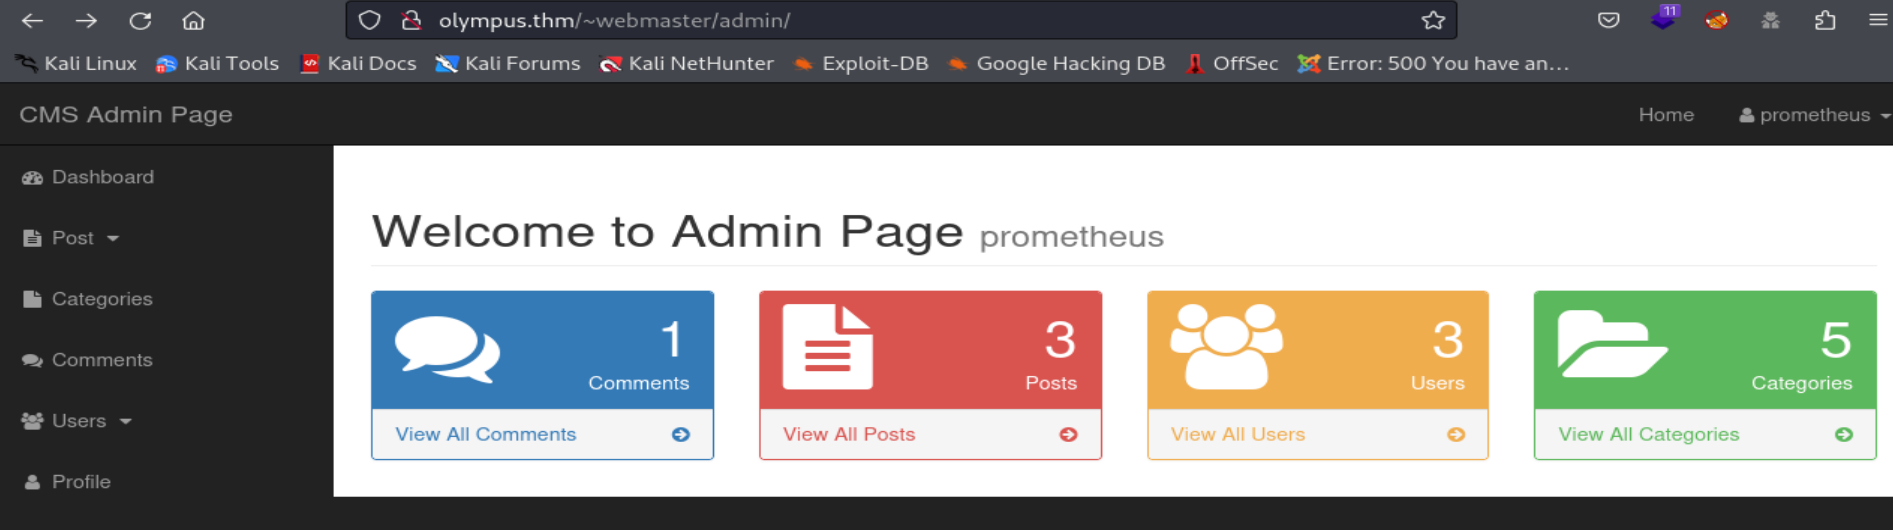 olympus.thm/~webmaster/admin/
11
Kali Linux Kali Tools Kali Docs Kali Forums Kali NetHunter Exploit-DB Google Hacking DB OffSec Error: 500 You have an...
CMS Admin Page Home prometheus
Dashboard
Post
Categories
Comments
Users
Profile
Welcome to Admin Page prometheus
1
Comments
View All Comments
3
Posts
View All Posts
3
Users
View All Users
5
Categories
View All Categories